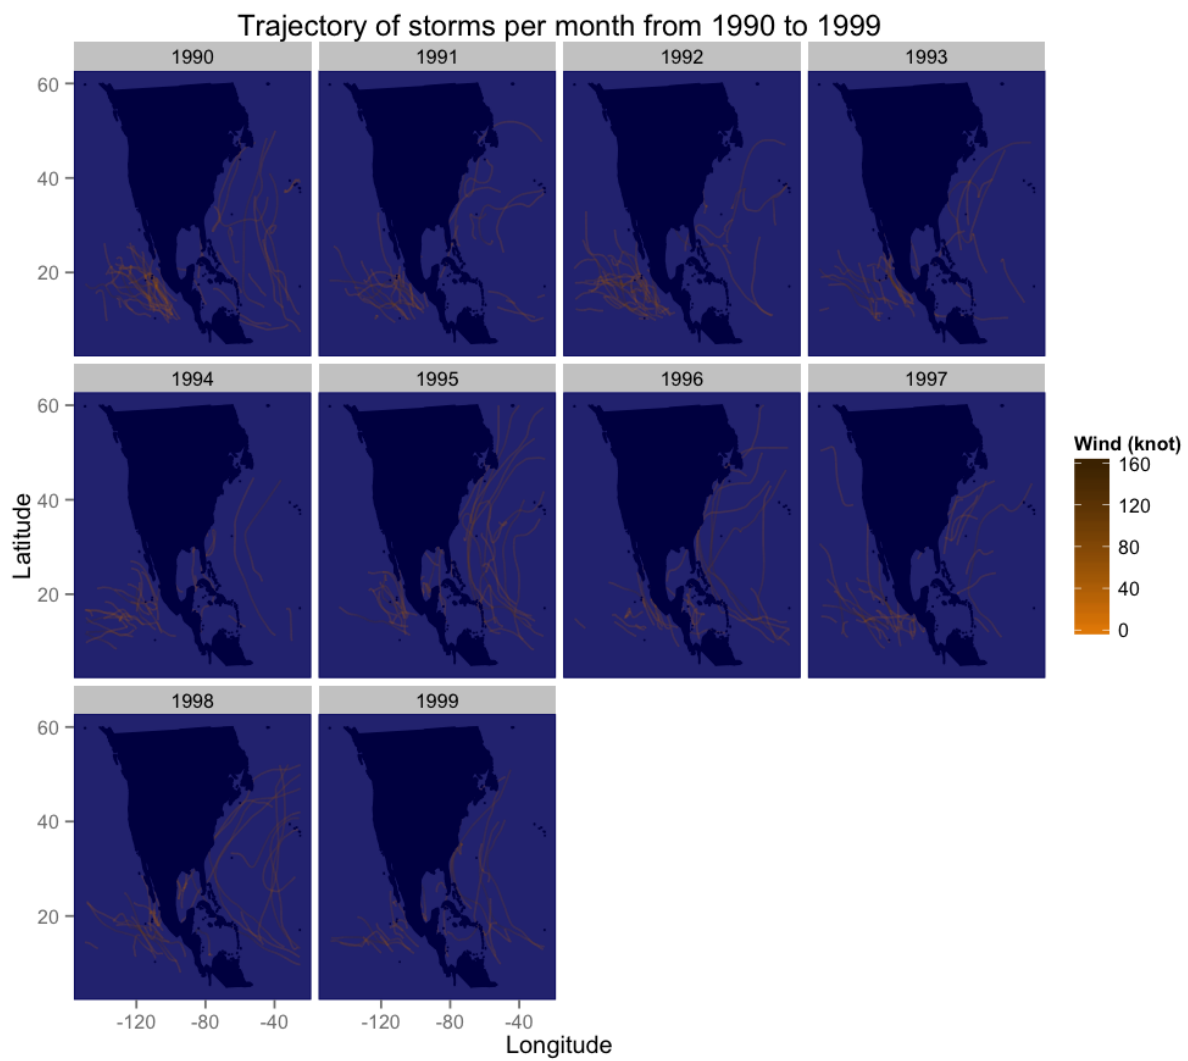 Trajectory of storms per month from 1990 to 1999
1990 1991 1992 1993
60
40
20
1994 1995 1996 1997
60
40
20
Latitude
Wind (knot)
160
120
80
40
0
1998 1999
60
40
20
-120 -80 -40 -120 -80 -40
Longitude